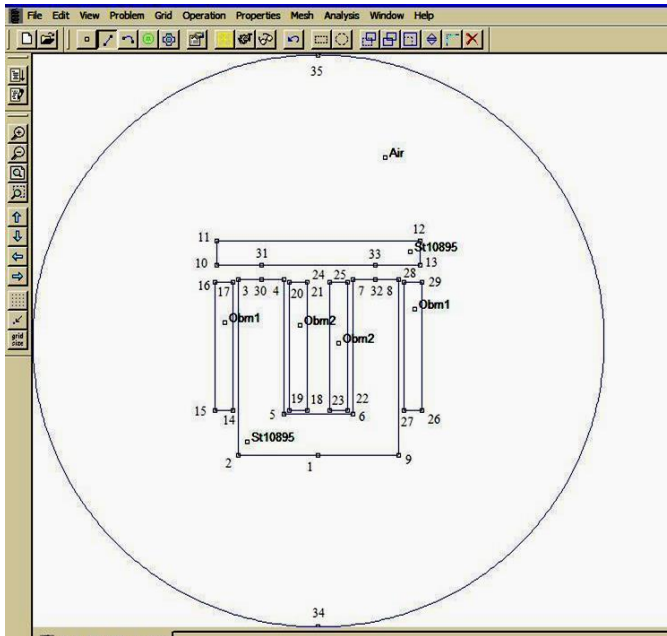 File Edit View Problem Grid Operation Properties Mesh Analysis Window Help
grid size
35
Air
11 12
31 33 St10895
10 13
24 25 28
16 17 3 30 4 20 21 7 32 8 29
Obm1 Obm1
Obm2
Obm2
15 14 19 18 23 22 27 26
5 6
St10895
2 1 9
34